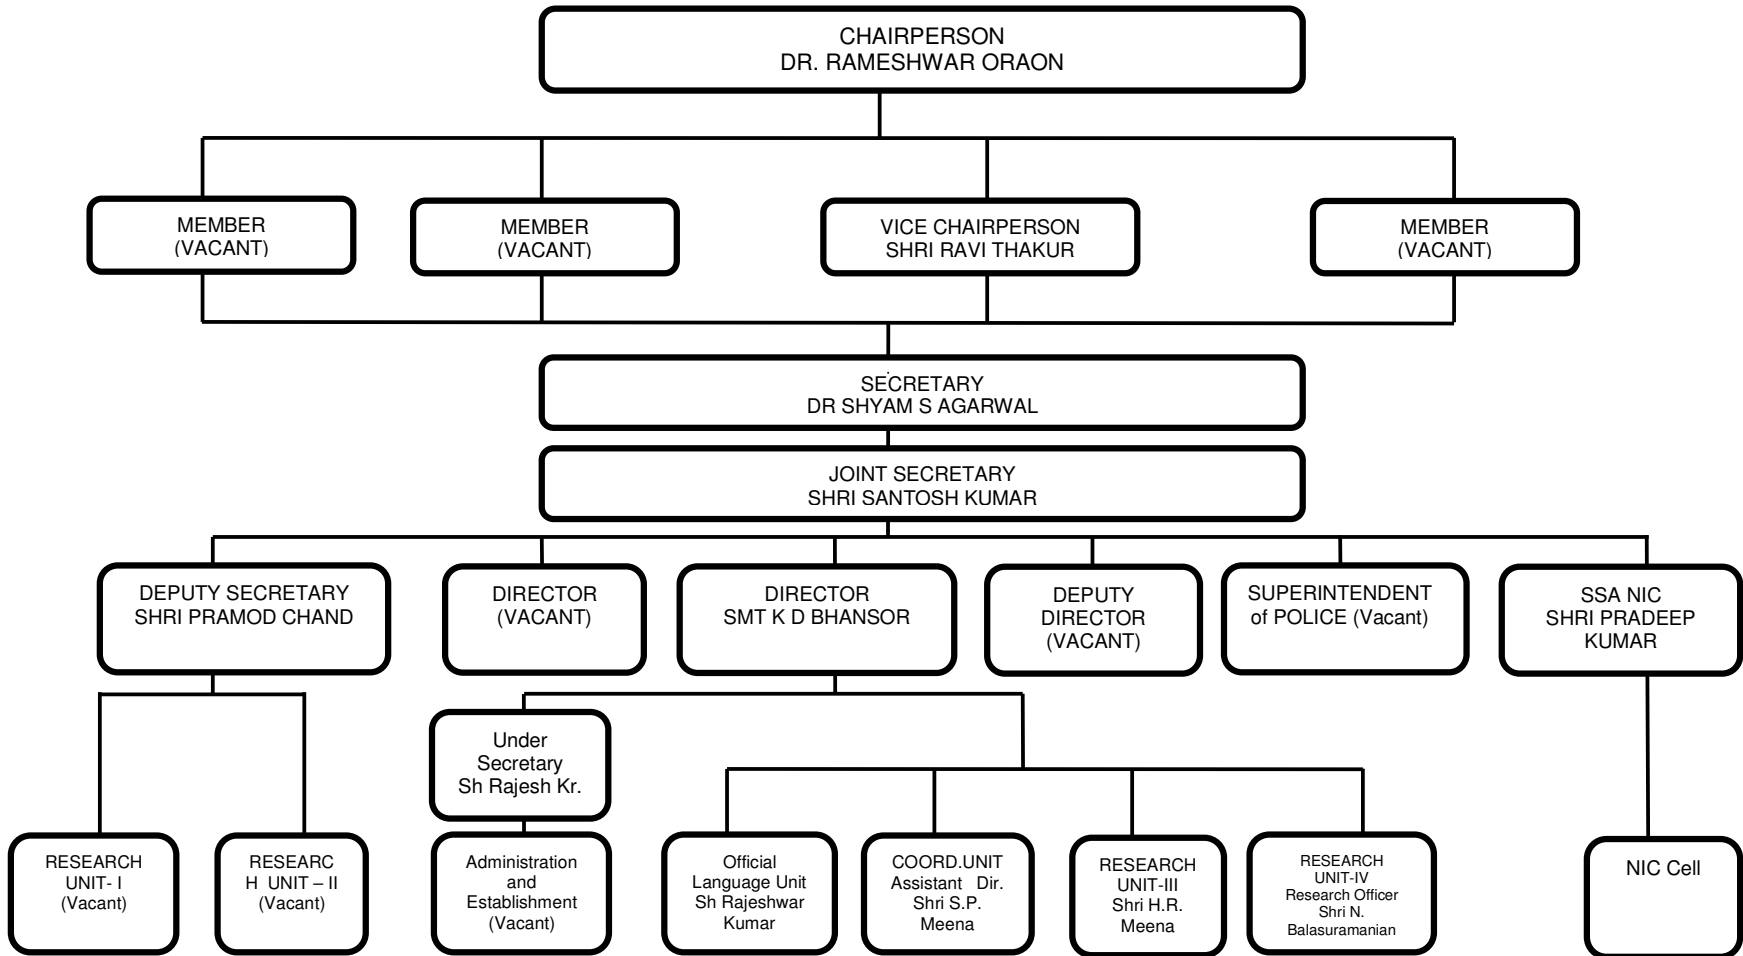 CHAIRPERSON
DR. RAMESHWAR ORAON
MEMBER
(VACANT)
MEMBER
(VACANT)
VICE CHAIRPERSON
SHRI RAVI THAKUR
MEMBER
(VACANT)
SECRETARY
DR SHYAM S AGARWAL
JOINT SECRETARY
SHRI SANTOSH KUMAR
DEPUTY SECRETARY
SHRI PRAMOD CHAND
DIRECTOR
(VACANT)
DIRECTOR
SMT K D BHANSOR
DEPUTY
DIRECTOR
(VACANT)
SUPERINTENDENT
of POLICE (Vacant)
SSA NIC
SHRI PRADEEP
KUMAR
Under
Secretary
Sh Rajesh Kr.
RESEARCH
UNIT- I
(Vacant)
RESEARC
H UNIT – II
(Vacant)
Administration
and
Establishment
(Vacant)
Official
Language Unit
Sh Rajeshwar
Kumar
COORD.UNIT
Assistant Dir.
Shri S.P.
Meena
RESEARCH
UNIT-III
Shri H.R.
Meena
RESEARCH
UNIT-IV
Research Officer
Shri N.
Balasuramanian
NIC Cell